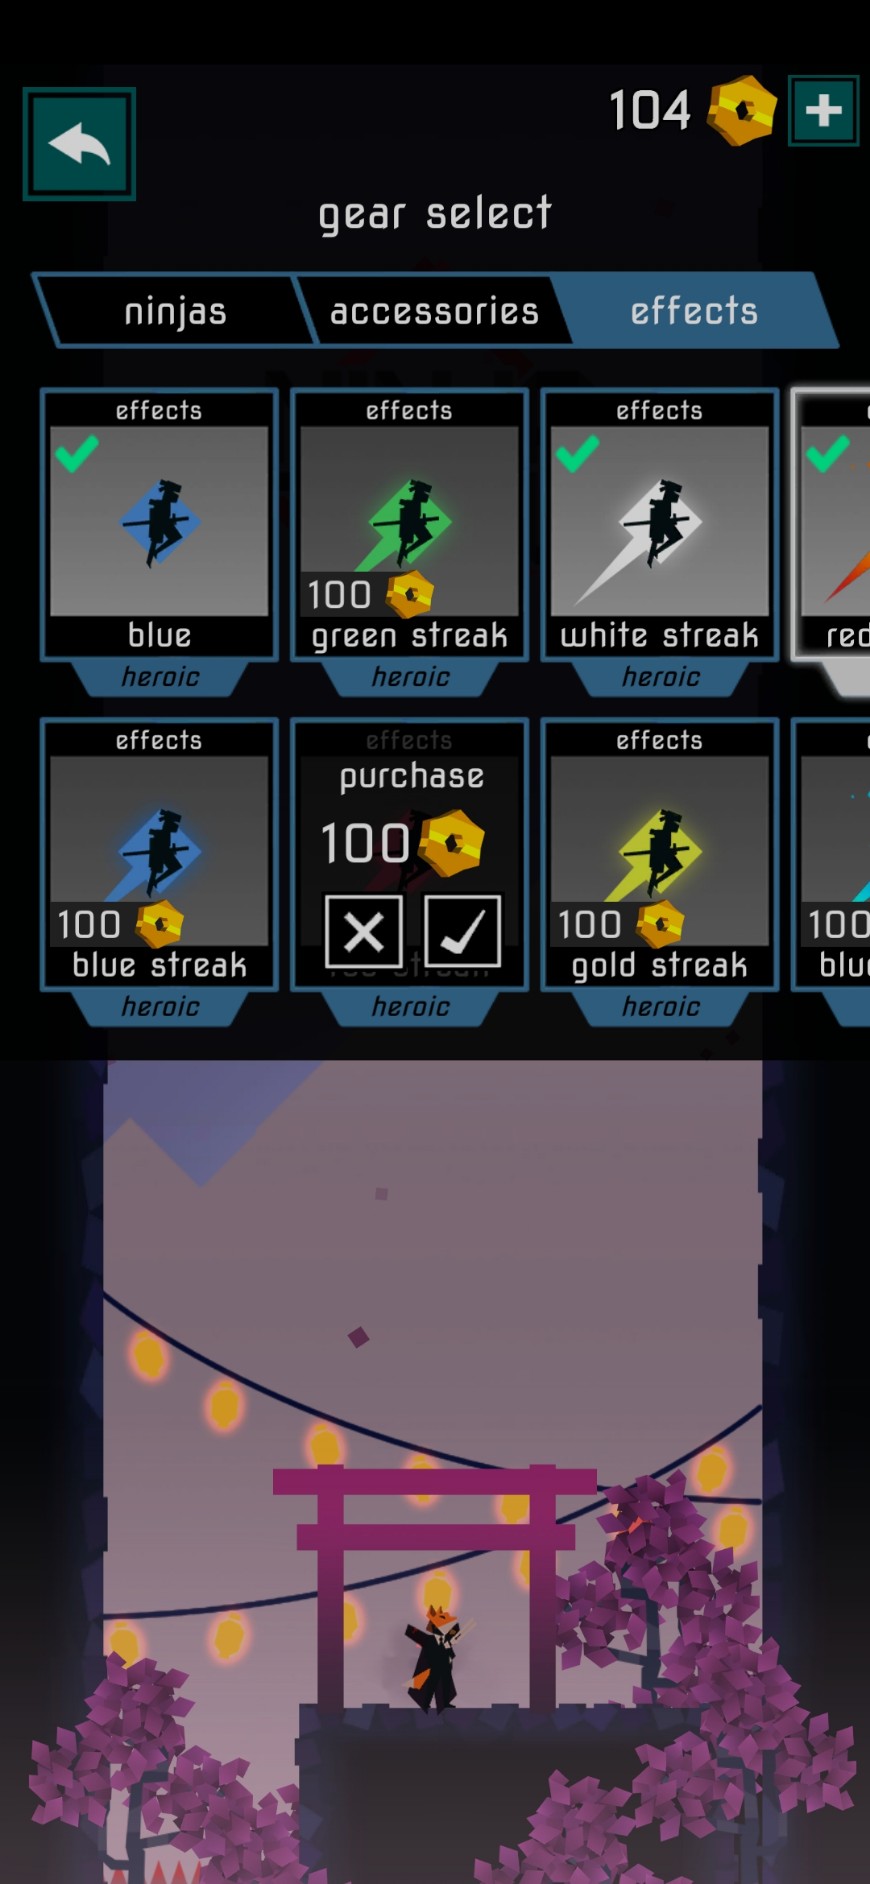 104
gear select
ninjas accessories effects
effects effects effects
100
blue green streak white streak red
heroic heroic heroic
effects effects effects
purchase
100
100 100 100
blue streak gold streak blu
heroic heroic heroic